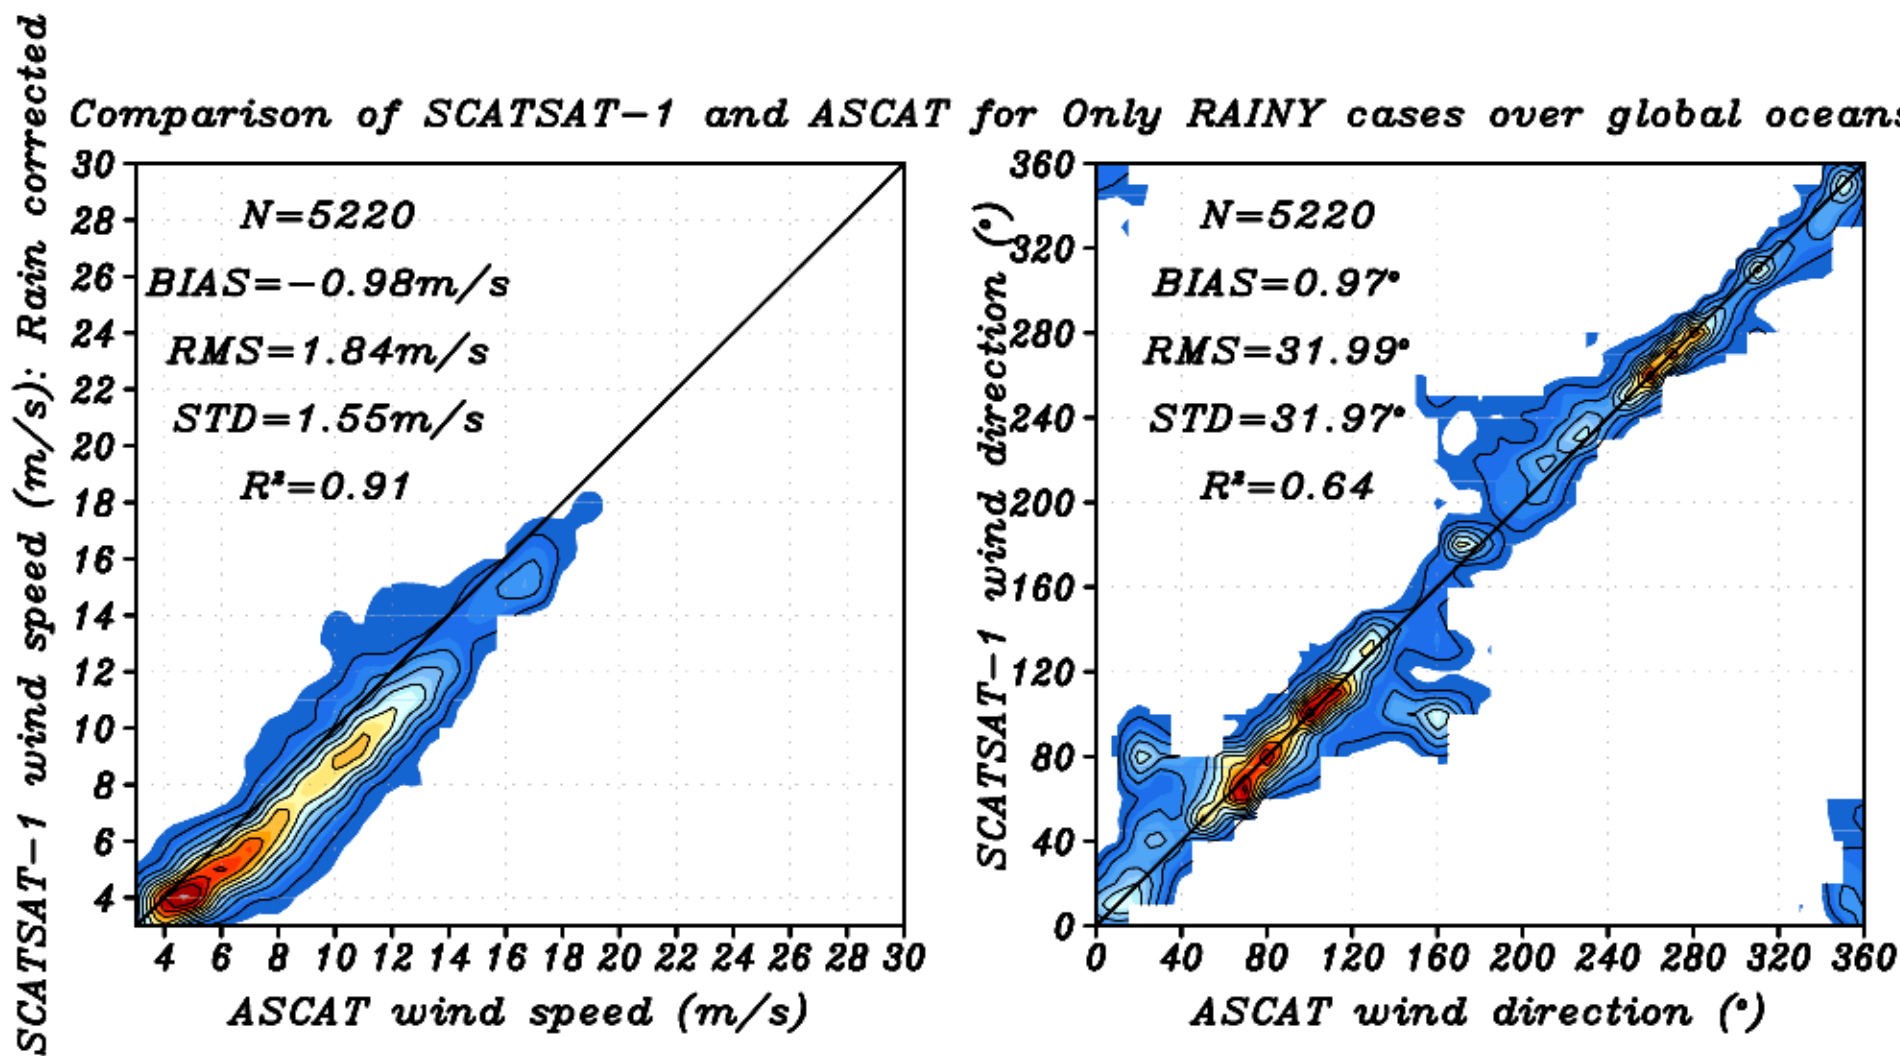 Comparison of SCATSAT-1 and ASCAT for Only RAINY cases over global oceans
SCATSAT-1 wind speed (m/s): Rain corrected
30
28
26
24
22
20
18
16
14
12
10
8
6
4
N=5220
BIAS=-0.98m/s
RMS=1.84m/s
STD=1.55m/s
R²=0.91
4 6 8 10 12 14 16 18 20 22 24 26 28 30
ASCAT wind speed (m/s)
SCATSAT-1 wind direction (°)
360
320
280
240
200
160
120
80
40
0
N=5220
BIAS=0.97°
RMS=31.99°
STD=31.97°
R²=0.64
0 40 80 120 160 200 240 280 320 360
ASCAT wind direction (°)